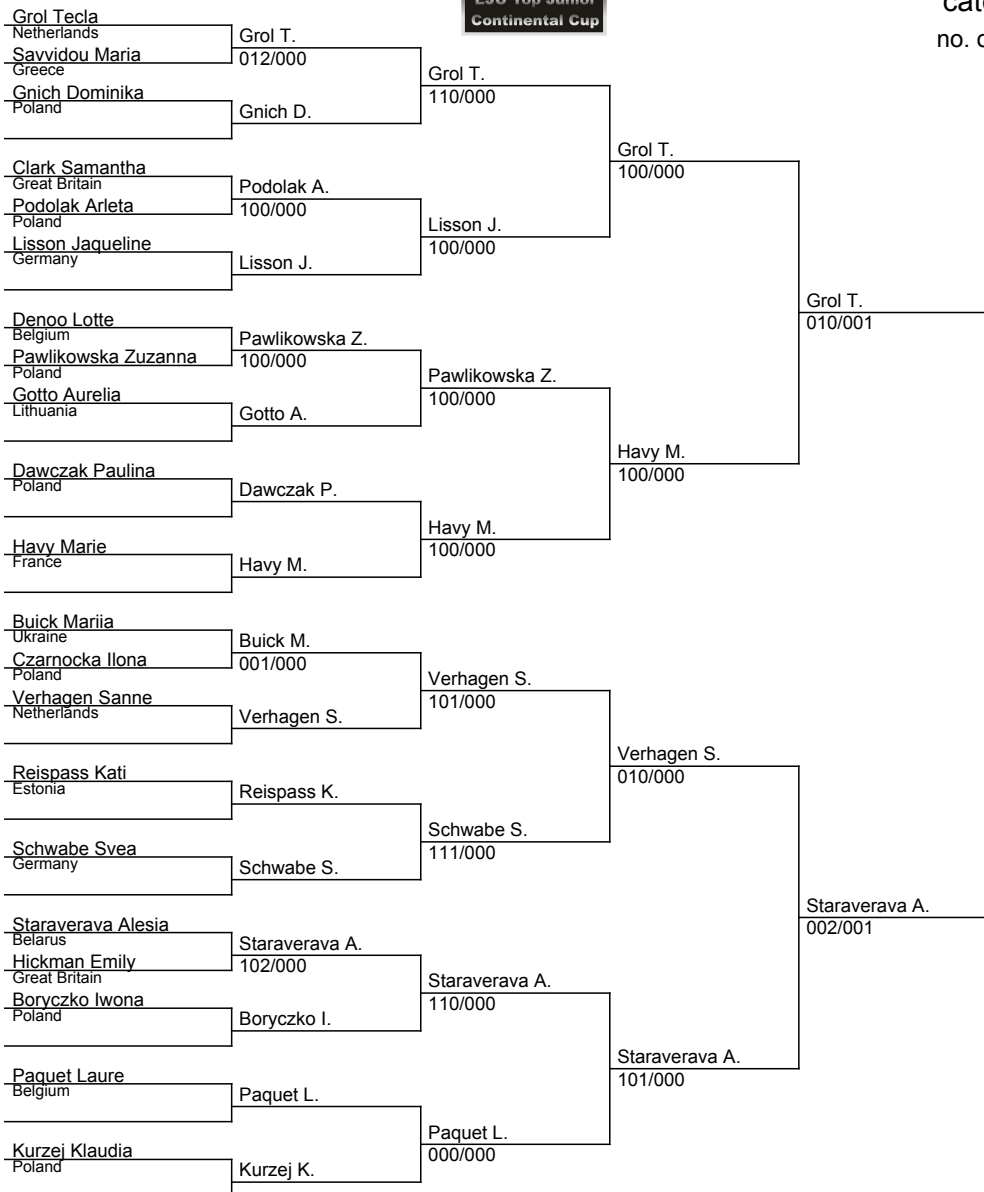 EJU Top Junior
Continental Cup
no. 
Grol Tecla
Netherlands
Savvidou Maria
Greece
Gnich Dominika
Poland
Clark Samantha
Great Britain
Podolak Arleta
Poland
Lisson Jaqueline
Germany
Denoo Lotte
Belgium
Pawlikowska Zuzanna
Poland
Gotto Aurelia
Lithuania
Dawczak Paulina
Poland
Havy Marie
France
Buick Mariia
Ukraine
Czarnocka Ilona
Poland
Verhagen Sanne
Netherlands
Reispass Kati
Estonia
Schwabe Svea
Germany
Staraverava Alesia
Belarus
Hickman Emily
Great Britain
Boryczko Iwona
Poland
Paquet Laure
Belgium
Kurzej Klaudia
Poland
Grol T.
012/000
Gnich D.
Podolak A.
100/000
Lisson J.
Pawlikowska Z.
100/000
Gotto A.
Dawczak P.
Havy M.
Buick M.
001/000
Verhagen S.
Reispass K.
Schwabe S.
Staraverava A.
102/000
Boryczko I.
Paquet L.
Kurzej K.
Grol T.
110/000
Lisson J.
100/000
Pawlikowska Z.
100/000
Havy M.
100/000
Verhagen S.
101/000
Schwabe S.
111/000
Staraverava A.
110/000
Paquet L.
000/000
Grol T.
100/000
Havy M.
100/000
Verhagen S.
010/000
Staraverava A.
101/000
Grol T.
010/001
Staraverava A.
002/001